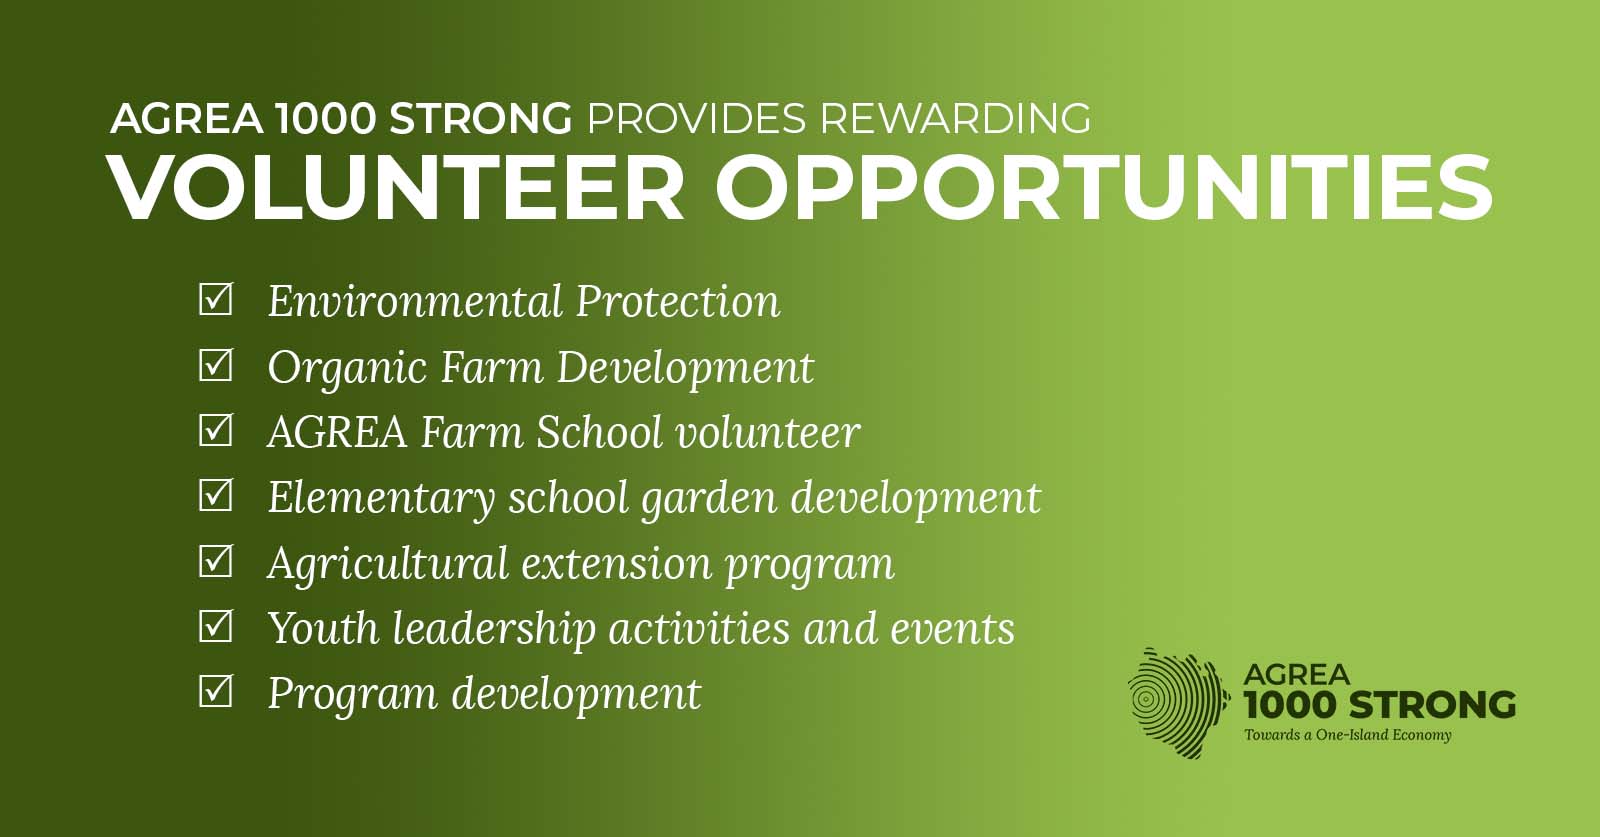 AGREA 1000 STRONG PROVIDES REWARDING
VOLUNTEER OPPORTUNITIES
☑ Environmental Protection
☑ Organic Farm Development
☑ AGREA Farm School volunteer
☑ Elementary school garden development
☑ Agricultural extension program
☑ Youth leadership activities and events
☑ Program development
AGREA
1000 STRONG
Towards a One-Island Economy